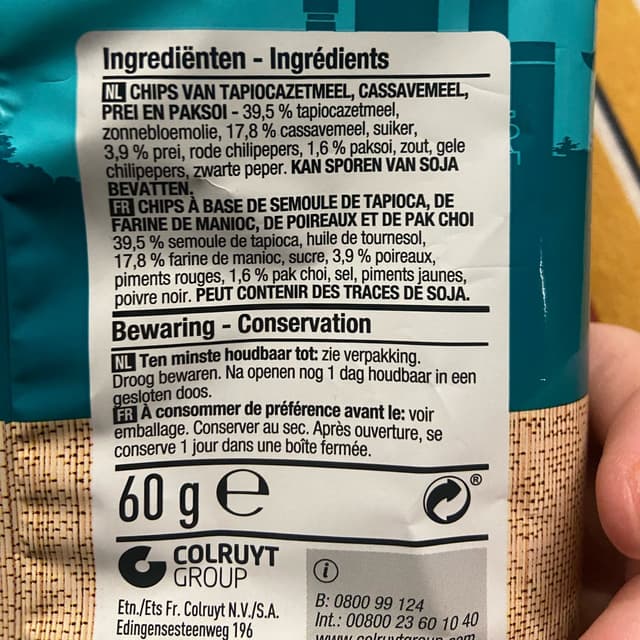 Ingrediënten - Ingrédients
NL CHIPS VAN TAPIOCAZETMEEL, CASSAVEMEEL,
PREI EN PAKSOI - 39,5 % tapiocazetmeel,
zonnebloemolie, 17,8 % cassavemeel, suiker,
3,9 % prei, rode chilipepers, 1,6 % paksoi, zout, gele
chilipepers, zwarte peper. KAN SPOREN VAN SOJA
BEVATTEN.
FR CHIPS À BASE DE SEMOULE DE TAPIOCA, DE
FARINE DE MANIOC, DE POIREAUX ET DE PAK CHOI
39,5 % semoule de tapioca, huile de tournesol,
17,8 % farine de manioc, sucre, 3,9 % poireaux,
piments rouges, 1,6 % pak choi, sel, piments jaunes,
poivre noir. PEUT CONTENIR DES TRACES DE SOJA.
Bewaring - Conservation
NL Ten minste houdbaar tot: zie verpakking.
Droog bewaren. Na openen nog 1 dag houdbaar in een
gesloten doos.
FR À consommer de préférence avant le: voir
emballage. Conserver au sec. Après ouverture, se
conserve 1 jour dans une boîte fermée.
60 g e
®
COLRUYT
GROUP
Etn./Ets Fr. Colruyt N.V./S.A.
Edingensesteenweg 196
i
B: 0800 99 124
Int.: 00800 23 60 10 40
www.colruytgroup.com